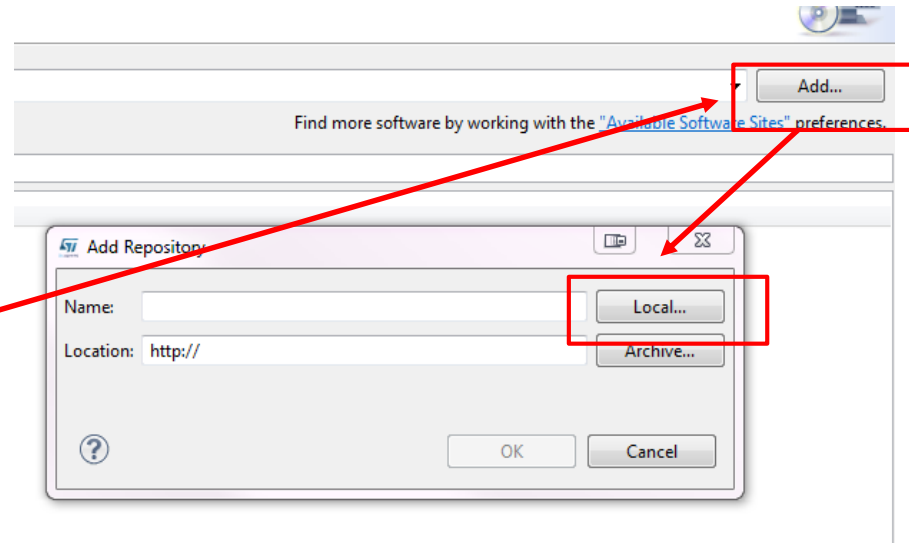 Add...
Find more software by working with the "Available Software Sites" preferences.
Add Repository
Name:
Local...
Location: http://
Archive...
OK
Cancel